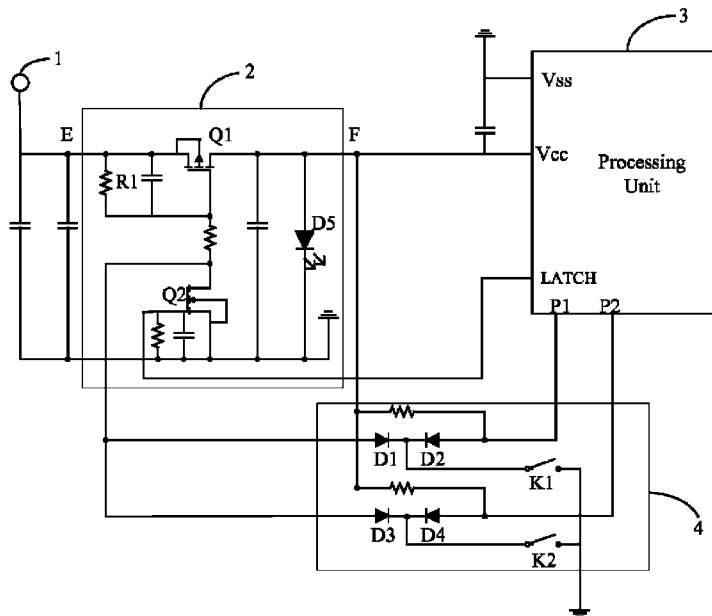 1
2
3
E
Q1
F
Vss
R1
Vcc
Processing
Unit
D5
Q2
LATCH
P1 P2
D1 D2
K1
D3 D4
K2
4